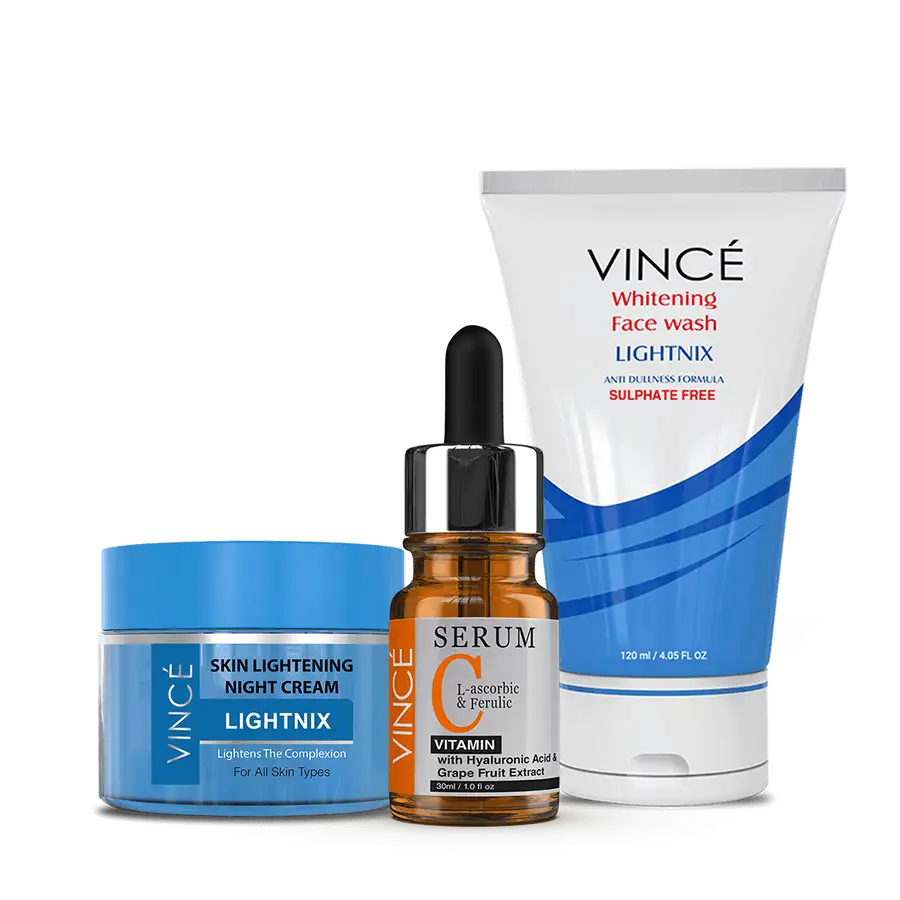 VINCÉ
SKIN LIGHTENING
NIGHT CREAM
LIGHTNIX
Lightens The Complexion
For All Skin Types
VINCÉ
SERUM
C
L-ascorbic
& Ferulic
VITAMIN
with Hyaluronic Acid &
Grape Fruit Extract
30ml / 1.0 fl oz
VINCÉ
Whitening
Face wash
LIGHTNIX
ANTI DULLNESS FORMULA
SULPHATE FREE
120 ml / 4.05 FL OZ